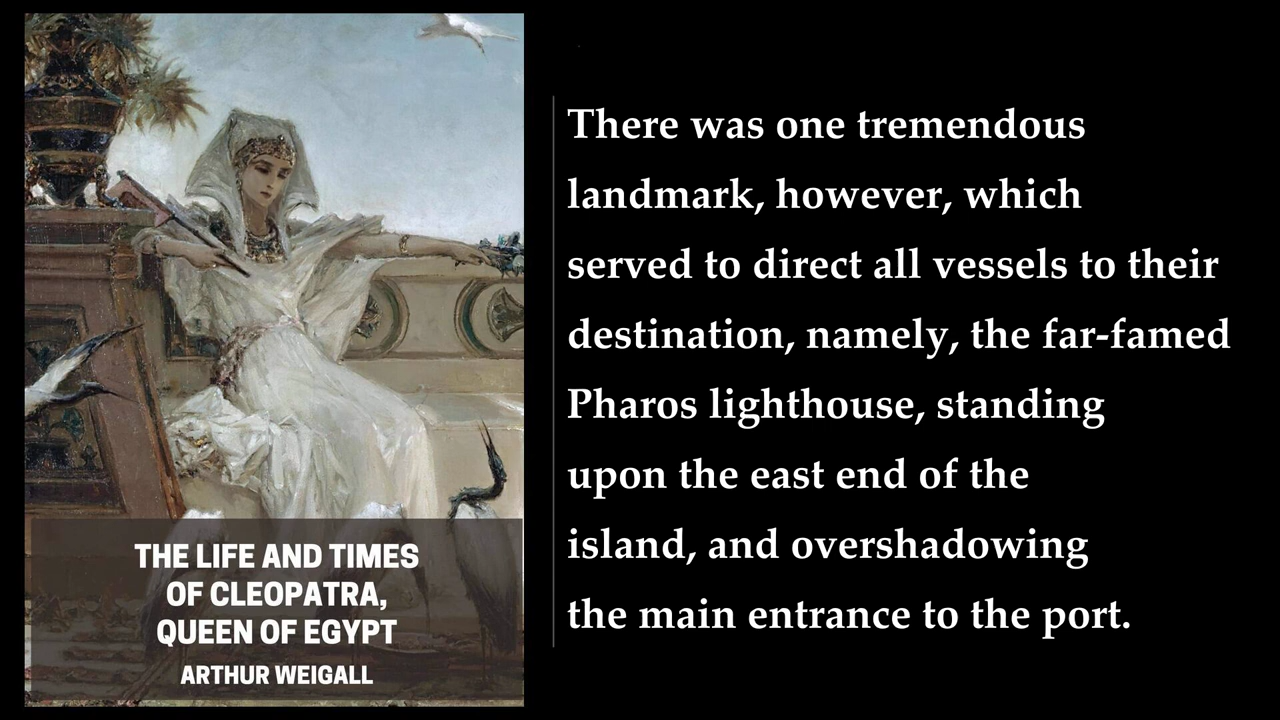 THE LIFE AND TIMES
OF CLEOPATRA,
QUEEN OF EGYPT
ARTHUR WEIGALL
There was one tremendous
landmark, however, which
served to direct all vessels to their
destination, namely, the far-famed
Pharos lighthouse, standing
upon the east end of the
island, and overshadowing
the main entrance to the port.